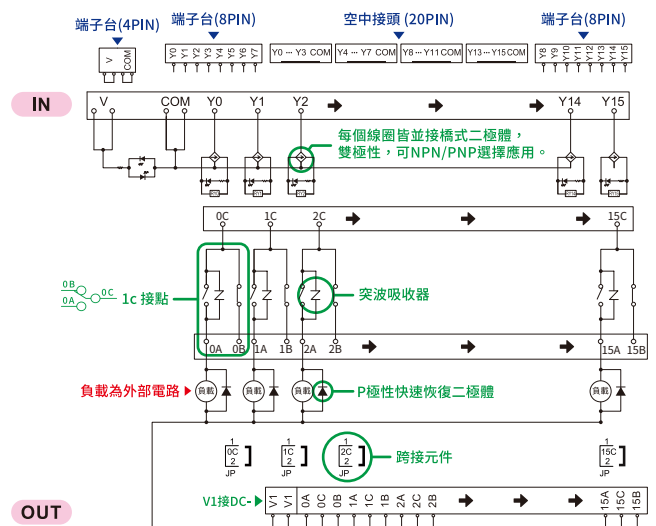 端子台(4PIN)
端子台(8PIN)
空中接頭 (20PIN)
端子台(8PIN)
V
COM
Y0
Y1
Y2
Y3
Y4
Y5
Y6
Y7
Y0 ··· Y3 COM
Y4 ··· Y7 COM
Y8 ··· Y11 COM
Y13 ··· Y15 COM
Y8
Y9
Y10
Y11
Y12
Y13
Y14
Y15
IN
V
COM
Y0
Y1
Y2
Y14
Y15
每個線圈皆並接橋式二極體，
雙極性，可NPN/PNP選擇應用。
0C
1C
2C
15C
0B
0C
0A
1c 接點
突波吸收器
0A
0B
1A
1B
2A
2B
15A
15B
負載為外部電路
負載
負載
負載
負載
P極性快速恢復二極體
1
0C
2
JP
1
1C
2
JP
1
2C
2
JP
1
15C
2
JP
跨接元件
OUT
V1接DC-
V1
V1
0A
0C
0B
1A
1C
1B
2A
2C
2B
15A
15C
15B